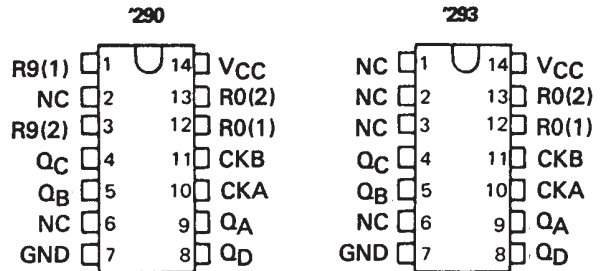 '290 '293
R9(1) 1 14 VCC NC 1 14 VCC
NC 2 13 R0(2) NC 2 13 R0(2)
R9(2) 3 12 R0(1) NC 3 12 R0(1)
QC 4 11 CKB QC 4 11 CKB
QB 5 10 CKA QB 5 10 CKA
NC 6 9 QA NC 6 9 QA
GND 7 8 QD GND 7 8 QD